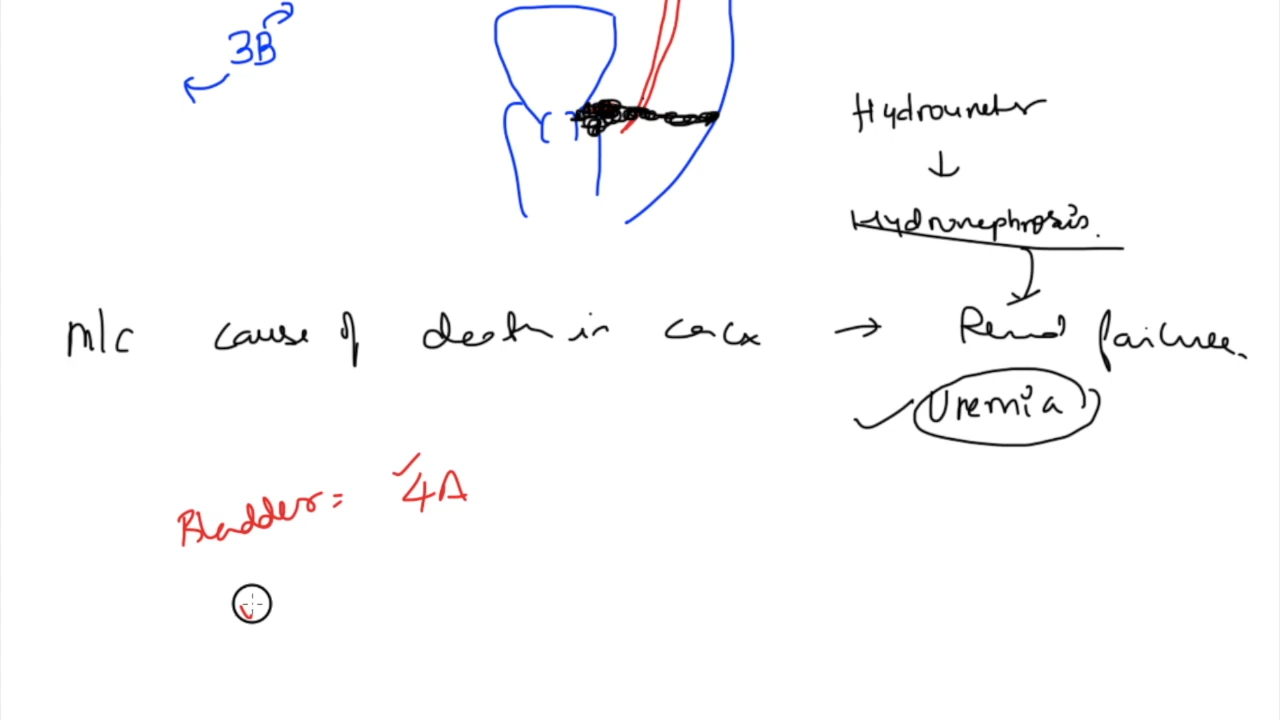 3B
Hydroureter
↓
Hydronephrosis.
m/c cause of death in ca cx → Renal failure.
✓ Uremia
Bladder = ✓4A